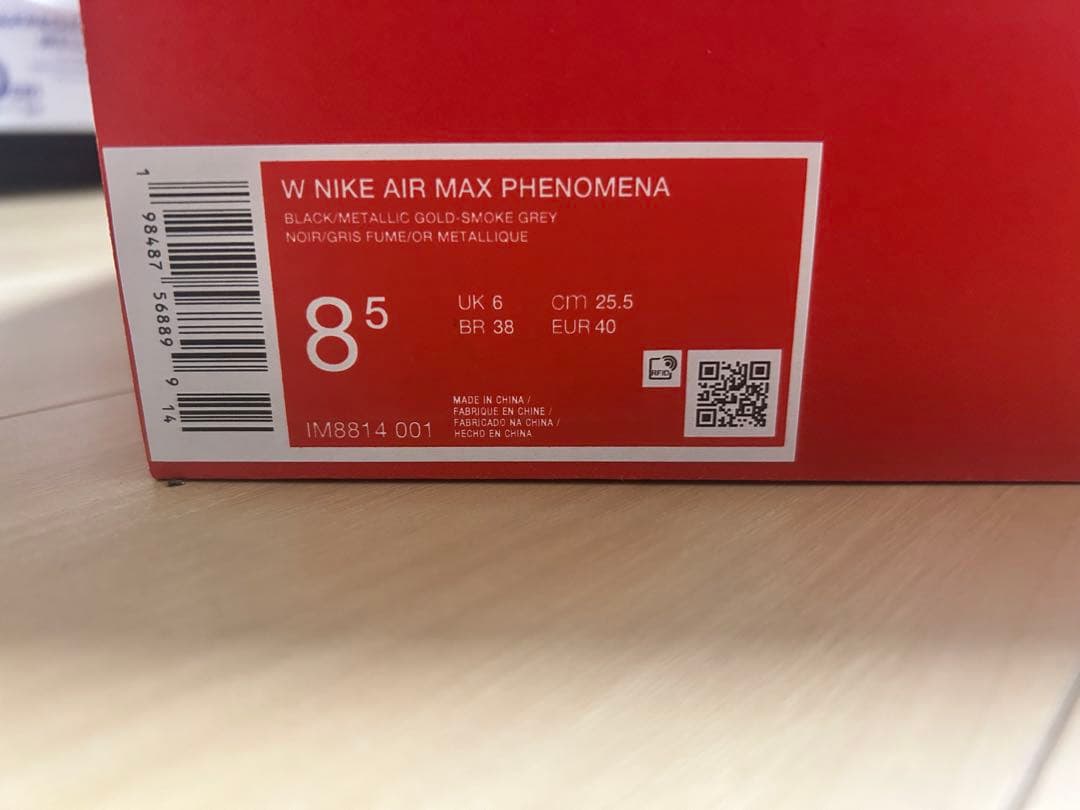 W NIKE AIR MAX PHENOMENA
BLACK/METALLIC GOLD-SMOKE GREY
NOIR/GRIS FUME/OR METALLIQUE
8 5
UK 6 cm 25.5
BR 38 EUR 40
RFID
MADE IN CHINA /
FABRIQUE EN CHINE /
FABRICADO NA CHINA /
HECHO EN CHINA
IM8814 001
1 98487 56889 9 14